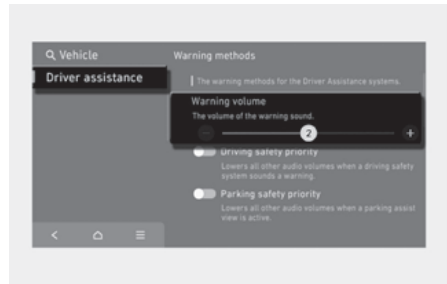 Vehicle
Warning methods
Driver assistance
The warning methods for the Driver Assistance systems.
Warning volume
The volume of the warning sound.
2
Driving safety priority
Lowers all other audio volumes when a driving safety
system sounds a warning.
Parking safety priority
Lowers all other audio volumes when a parking assist
view is active.